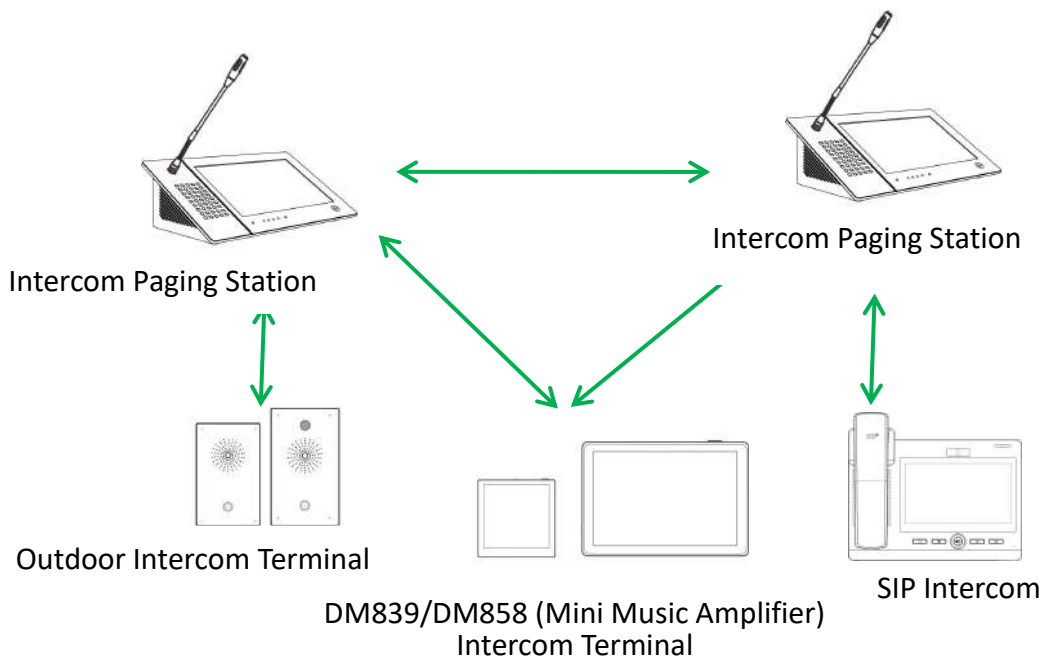 Intercom Paging Station
Intercom Paging Station
Outdoor Intercom Terminal
DM839/DM858 (Mini Music Amplifier)
Intercom Terminal
SIP Intercom